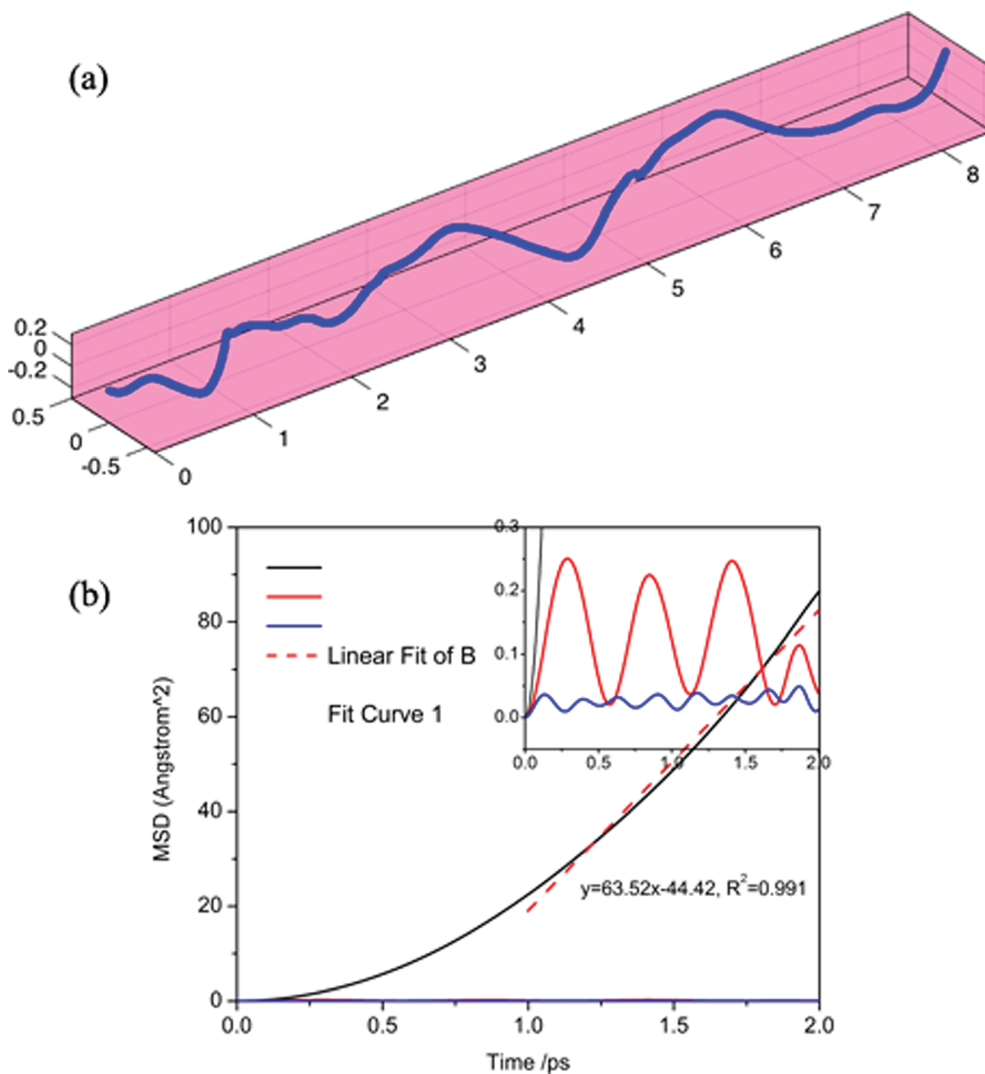 (a)
0.2
0
-0.2
0.5
0
-0.5
0
1
2
3
4
5
6
7
8
(b)
100
80
60
40
20
0
MSD (Angstrom^2)
Linear Fit of B
Fit Curve 1
0.3
0.2
0.1
0.0
0.0 0.5 1.0 1.5 2.0
y=63.52x-44.42, R²=0.991
0.0 0.5 1.0 1.5 2.0
Time /ps